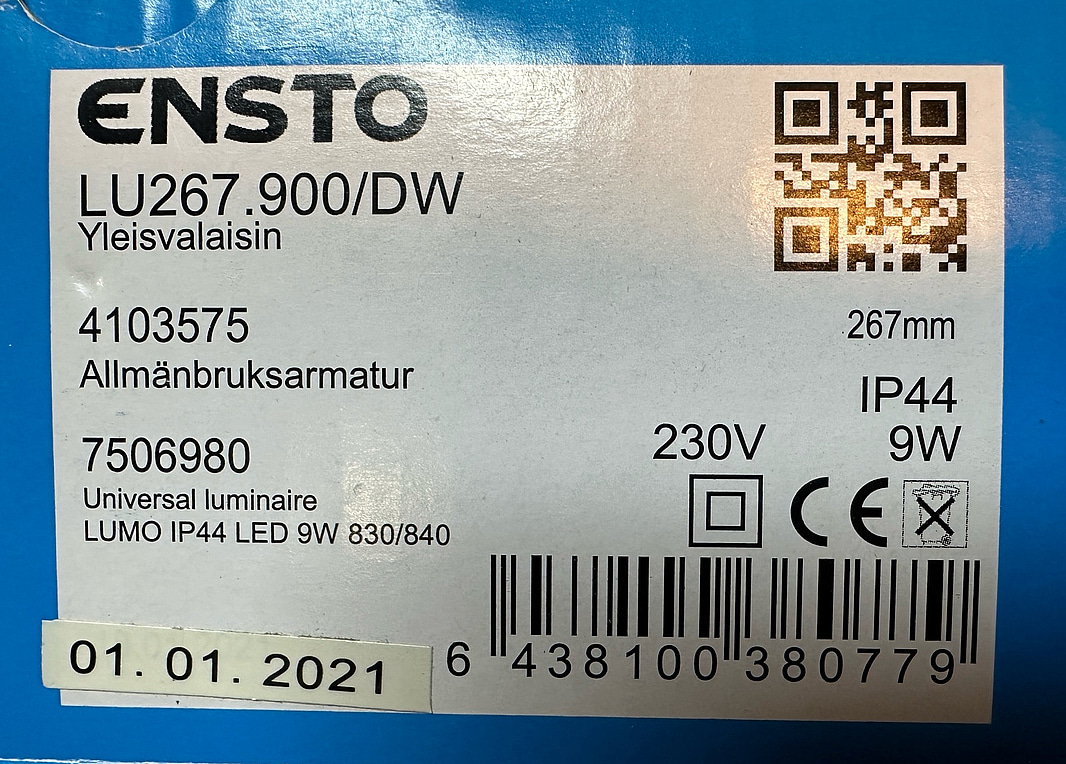 ENSTO
LU267.900/DW
Yleisvalaisin
4103575
267mm
Allmänbruksarmatur
IP44
7506980
230V 9W
Universal luminaire
LUMO IP44 LED 9W 830/840
CE
01. 01. 2021
6 438100 380779